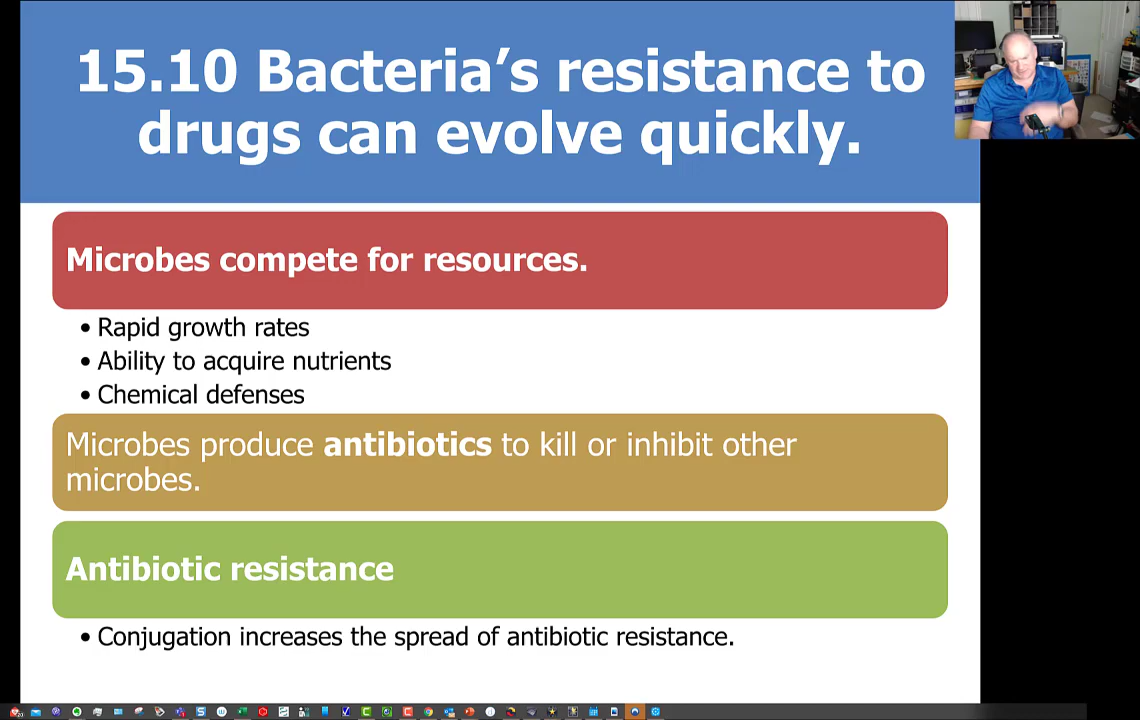 15.10 Bacteria’s resistance to
drugs can evolve quickly.
Microbes compete for resources.
• Rapid growth rates
• Ability to acquire nutrients
• Chemical defenses
Microbes produce antibiotics to kill or inhibit other
microbes.
Antibiotic resistance
• Conjugation increases the spread of antibiotic resistance.